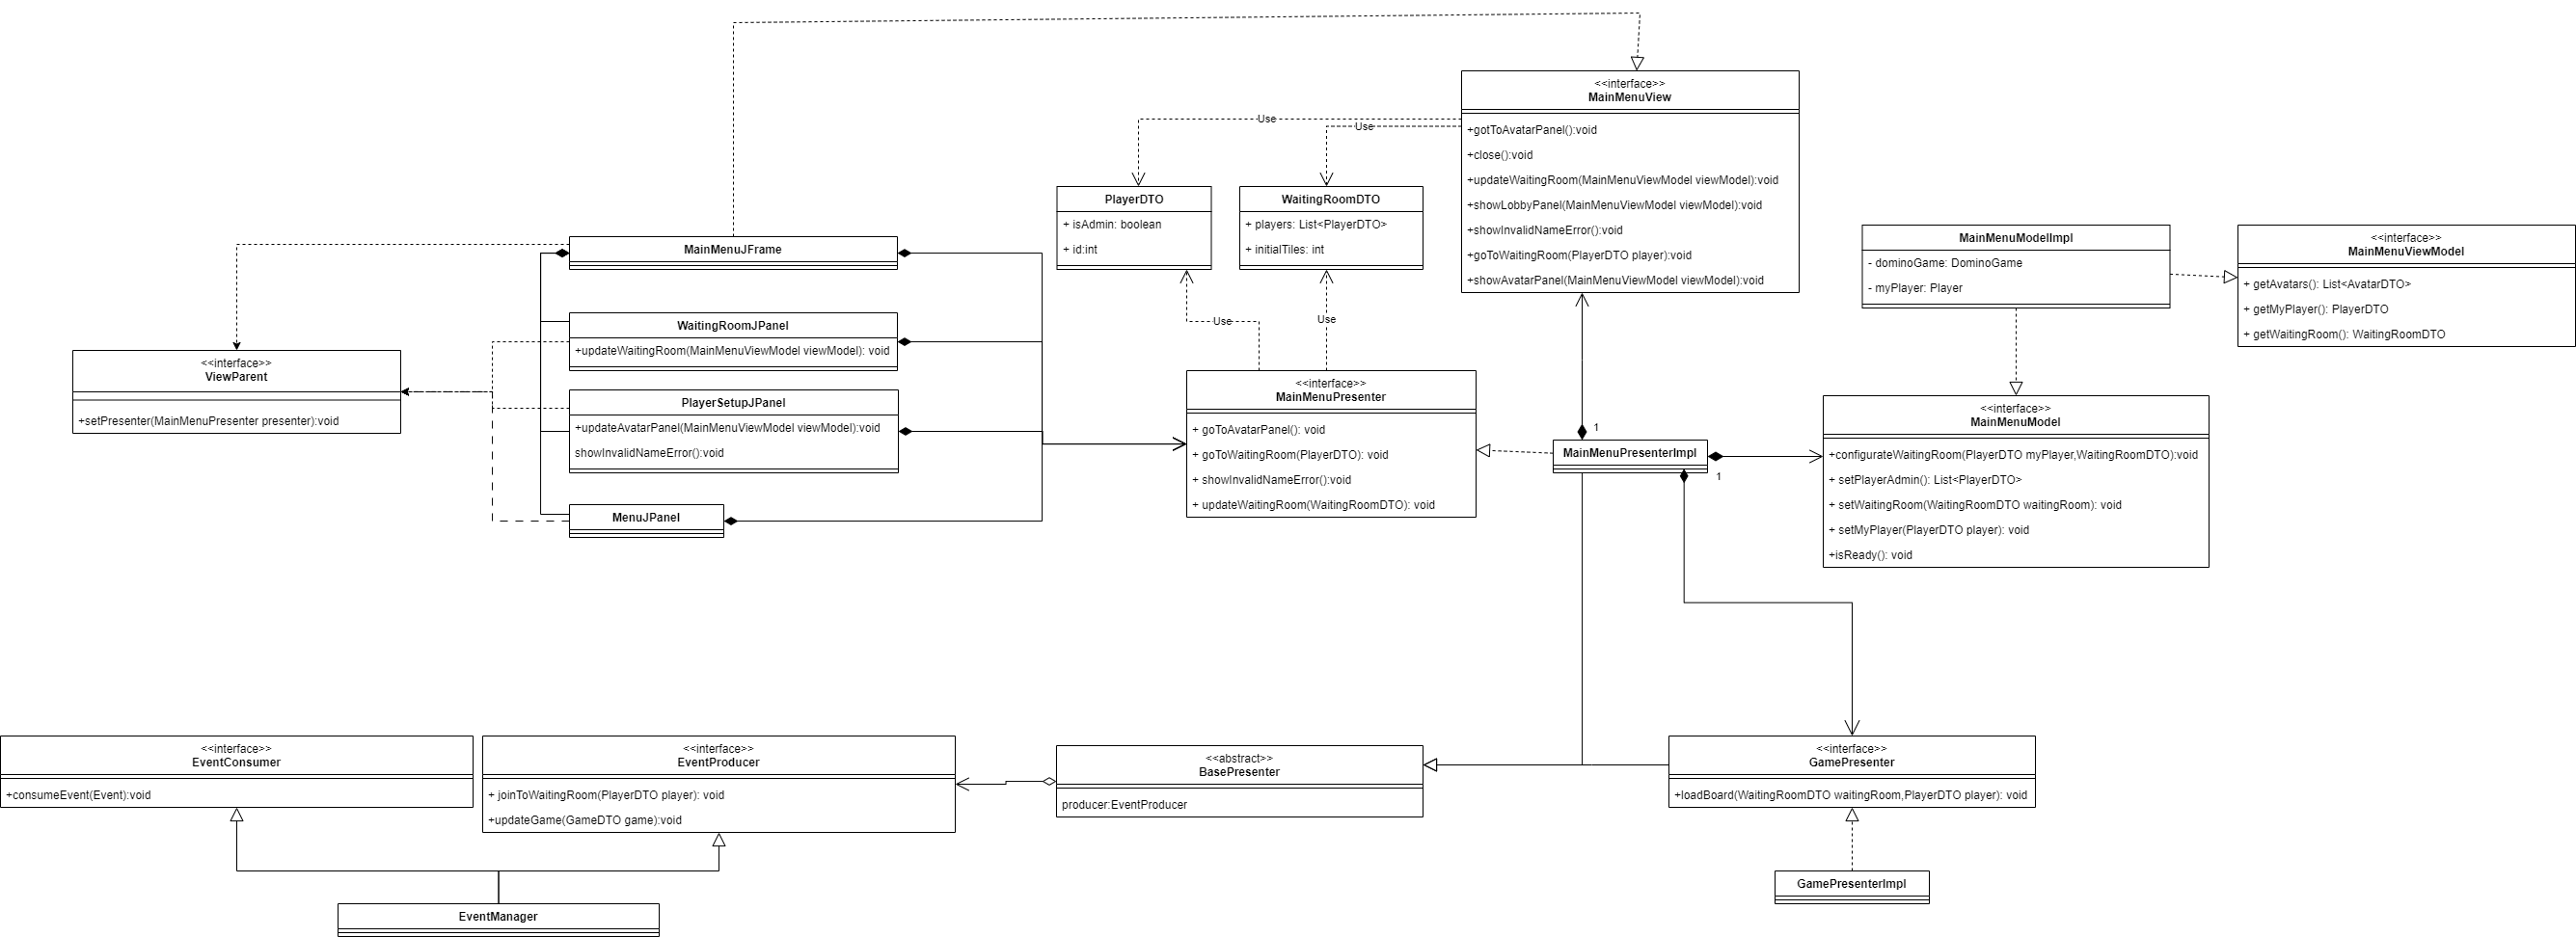 <<interface>>
MainMenuView
+gotToAvatarPanel():void
+close():void
+updateWaitingRoom(MainMenuViewModel viewModel):void
+showLobbyPanel(MainMenuViewModel viewModel):void
+showInvalidNameError():void
+goToWaitingRoom(PlayerDTO player):void
+showAvatarPanel(MainMenuViewModel viewModel):void
Use
Use
PlayerDTO
+ isAdmin: boolean
+ id:int
WaitingRoomDTO
+ players: List<PlayerDTO>
+ initialTiles: int
MainMenuModelImpl
- dominoGame: DominoGame
- myPlayer: Player
<<interface>>
MainMenuViewModel
+ getAvatars(): List<AvatarDTO>
+ getMyPlayer(): PlayerDTO
+ getWaitingRoom(): WaitingRoomDTO
MainMenuJFrame
WaitingRoomJPanel
+updateWaitingRoom(MainMenuViewModel viewModel): void
Use
Use
<<interface>>
ViewParent
+setPresenter(MainMenuPresenter presenter):void
PlayerSetupJPanel
+updateAvatarPanel(MainMenuViewModel viewModel):void
showInvalidNameError():void
MenuJPanel
<<interface>>
MainMenuPresenter
+ goToAvatarPanel(): void
+ goToWaitingRoom(PlayerDTO): void
+ showInvalidNameError():void
+ updateWaitingRoom(WaitingRoomDTO): void
1
MainMenuPresenterImpl
1
<<interface>>
MainMenuModel
+configurateWaitingRoom(PlayerDTO myPlayer,WaitingRoomDTO):void
+ setPlayerAdmin(): List<PlayerDTO>
+ setWaitingRoom(WaitingRoomDTO waitingRoom): void
+ setMyPlayer(PlayerDTO player): void
+isReady(): void
<<interface>>
EventConsumer
+consumeEvent(Event):void
<<interface>>
EventProducer
+ joinToWaitingRoom(PlayerDTO player): void
+updateGame(GameDTO game):void
<<abstract>>
BasePresenter
producer:EventProducer
<<interface>>
GamePresenter
+loadBoard(WaitingRoomDTO waitingRoom,PlayerDTO player): void
GamePresenterImpl
EventManager